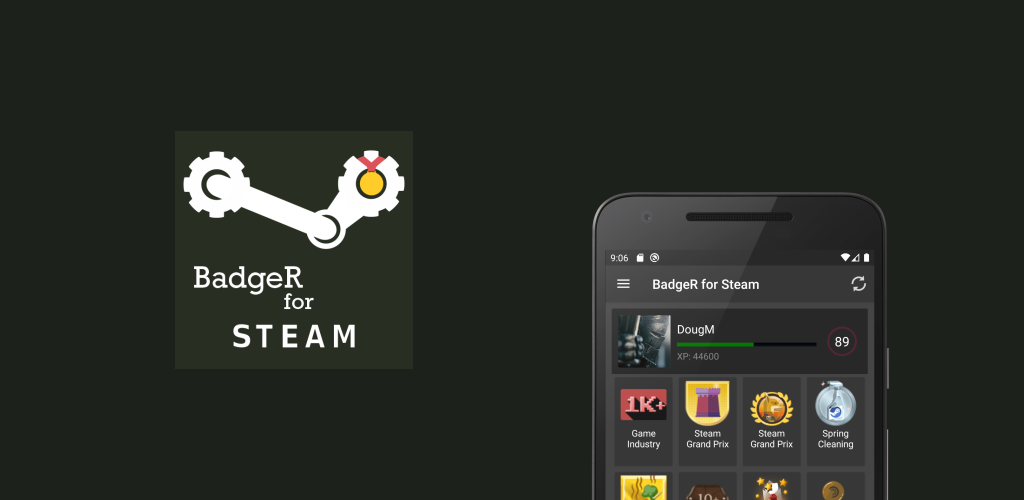 BadgeR
for
STEAM
9:06
BadgeR for Steam
DougM
XP: 44600
89
1K+
Game
Industry
Steam
Grand Prix
Steam
Grand Prix
Spring
Cleaning
10+